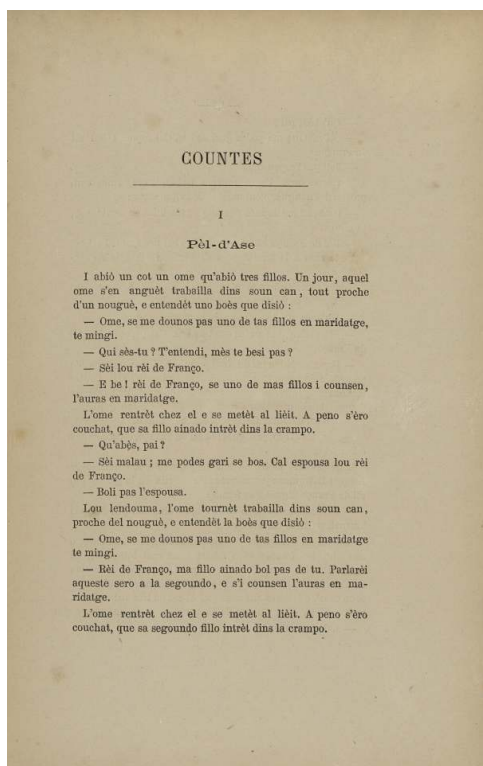 COUNTES
I
Pèl-d'Ase
I abiò un cot un ome qu'abiò tres fillos. Un jour, aquel
ome s'en anguèt trabailla dins soun can, tout proche
d'un nouguè, e entendèt uno boès que disiò :
— Ome, se me dounos pas uno de tas fillos en maridatge,
te mingi.
— Qui sès-tu ? T'entendi, mès te besi pas ?
— Sèi lou rèi de Franço.
— E be ! rèi de Franço, se uno de mas fillos i counsen,
l'auras en maridatge.
L'ome rentrèt chez el e se metèt al lièit. A peno s'èro
couchat, que sa fillo ainado intrèt dins la crampo.
— Qu'abès, pai ?
— Sèi malau ; me podes gari se bos. Cal espousa lou rèi
de Franço.
— Boli pas l'espousa.
Lou lendouma, l'ome tournèt trabailla dins soun can,
proche del nouguè, e entendèt la boès que disiò :
— Ome, se me dounos pas uno de tas fillos en maridatge
te mingi.
— Rèi de Franço, ma fillo ainado bol pas de tu. Parlarèi
aqueste sero a la segoundo, e s'i counsen l'auras en ma-
ridatge.
L'ome rentrèt chez el e se metèt al lièit. A peno s'èro
couchat, que sa segoundo fillo intrèt dins la crampo.